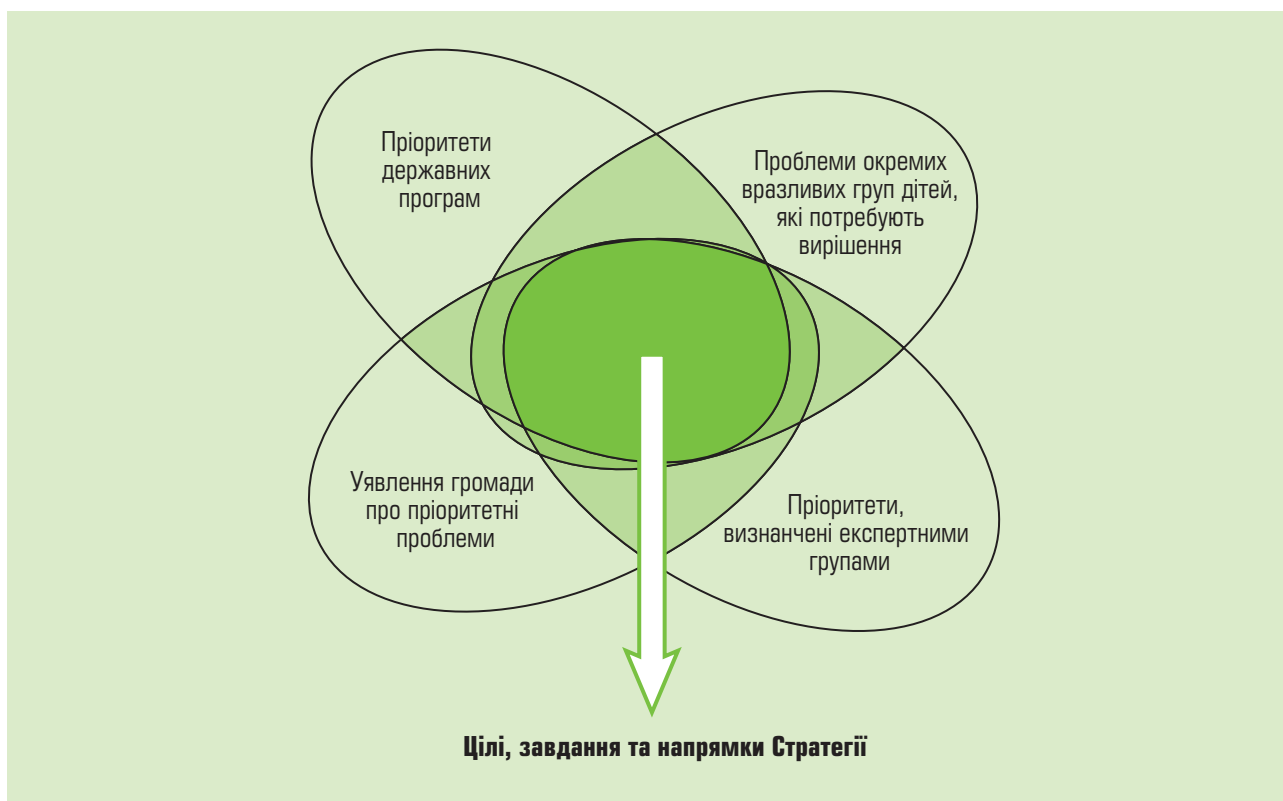 Пріоритети
державних
програм
Проблеми окремих
вразливих груп дітей,
які потребують
вирішення
Уявлення громади
про пріоритетні
проблеми
Пріоритети,
визначені експертними
групами
Цілі, завдання та напрямки Стратегії